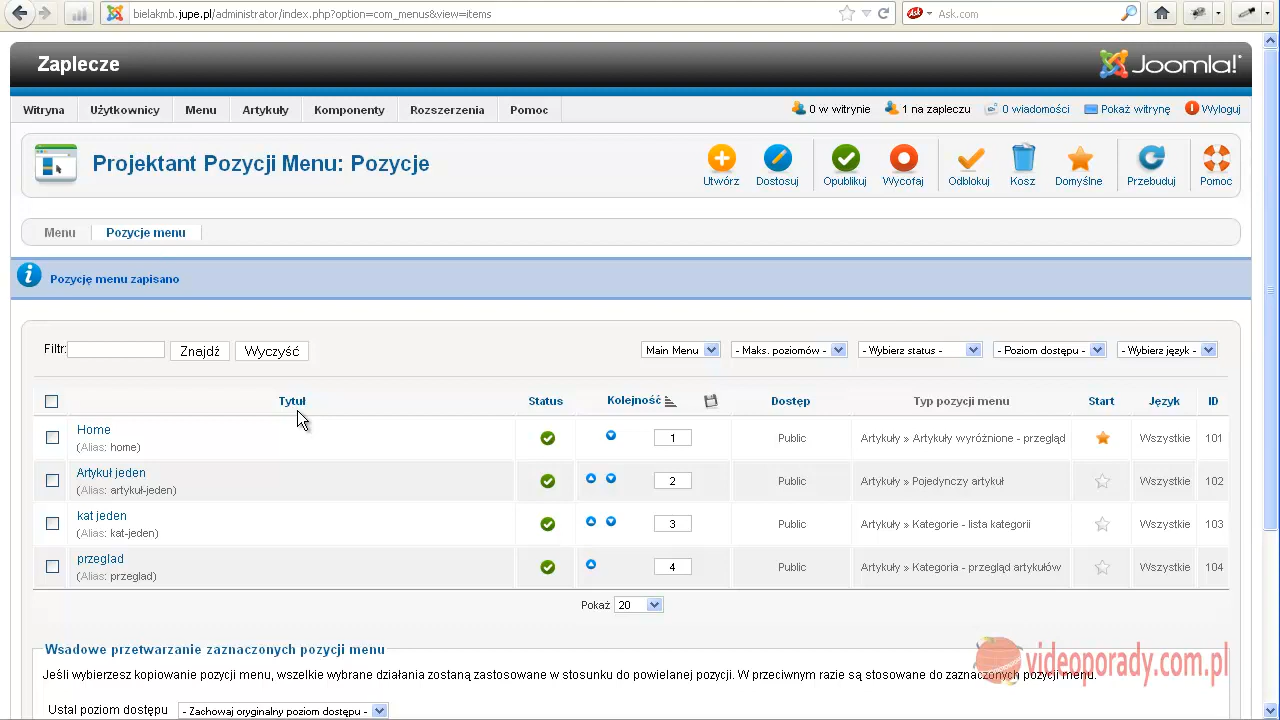 bielakmb.jupe.pl/administrator/index.php?option=com_menus&view=items
Ask.com
Zaplecze
Joomla!
Witryna Użytkownicy Menu Artykuły Komponenty Rozszerzenia Pomoc 0 w witrynie 1 na zapleczu 0 wiadomości Pokaż witrynę Wyloguj
Projektant Pozycji Menu: Pozycje
Utwórz Dostosuj Opublikuj Wycofaj Odblokuj Kosz Domyślne Przebuduj Pomoc
Menu Pozycje menu
Pozycję menu zapisano
Filtr: Znajdź Wyczyść Main Menu - Maks. poziomów - - Wybierz status - - Poziom dostępu - - Wybierz język -
Tytuł Status Kolejność Dostęp Typ pozycji menu Start Język ID
Home 1 Public Artykuły » Artykuły wyróżnione - przegląd Wszystkie 101
(Alias: home)
Artykuł jeden 2 Public Artykuły » Pojedynczy artykuł Wszystkie 102
(Alias: artykuł-jeden)
kat jeden 3 Public Artykuły » Kategorie - lista kategorii Wszystkie 103
(Alias: kat-jeden)
przeglad 4 Public Artykuły » Kategoria - przegląd artykułów Wszystkie 104
(Alias: przeglad)
Pokaż 20
Wsadowe przetwarzanie zaznaczonych pozycji menu
videoporady.com.pl
Jeśli wybierzesz kopiowanie pozycji menu, wszelkie wybrane działania zostaną zastosowane w stosunku do powielanej pozycji. W przeciwnym razie są stosowane do zaznaczonych pozycji menu.
Ustal poziom dostępu - Zachowaj oryginalny poziom dostępu -